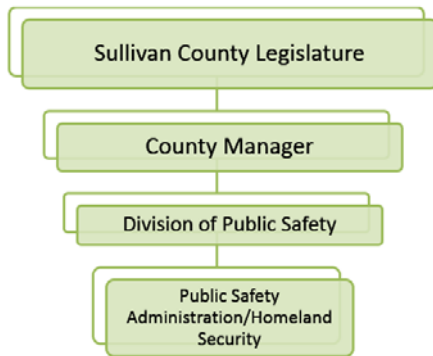 Sullivan County Legislature
County Manager
Division of Public Safety
Public Safety
Administration/Homeland
Security